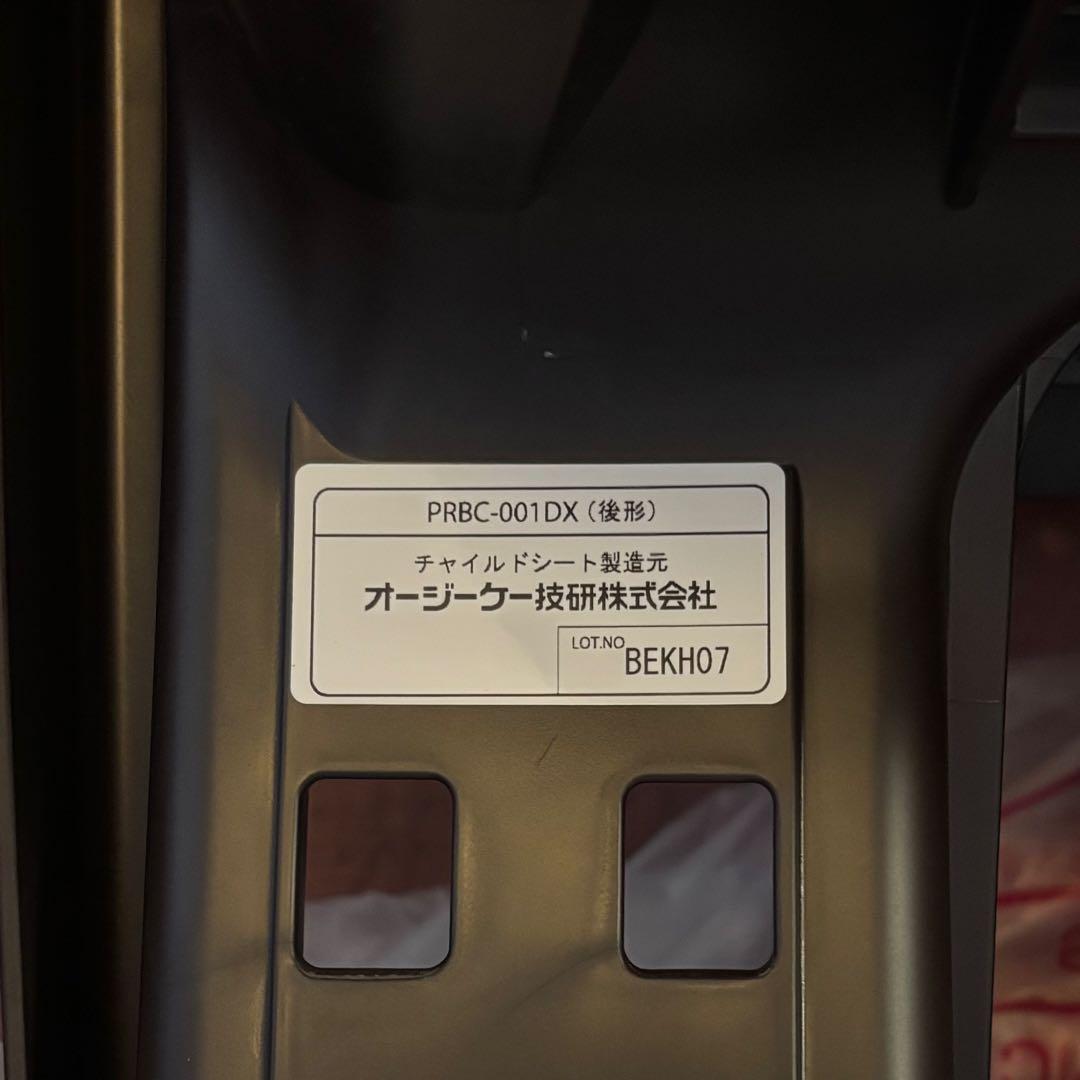 PRBC-001DX（後形）
チャイルドシート製造元
オージーケー技研株式会社
LOT.NO BEKH07